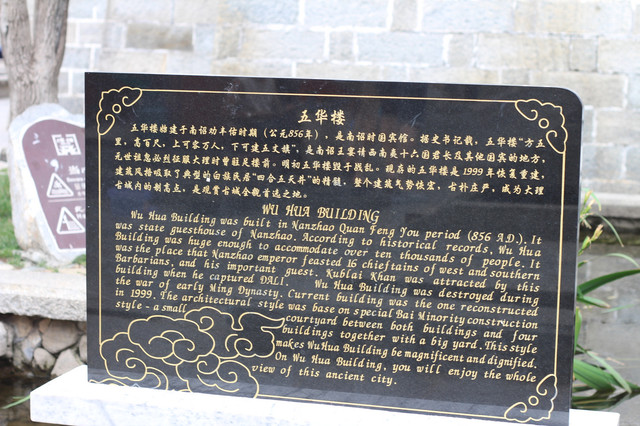 五华楼
五华楼始建于南诏劝丰佑时期（公元856年），是南诏时国宾馆。据史书记载，五华楼“方五
里，高百尺，上可容万人，下可建五丈旗”，是南诏王宴请西南夷十六国酋长及其他国宾的地方，
元世祖忽必烈征服大理时曾驻足楼前。明初五华楼毁于战乱。现存的五华楼是1999年恢复重建，
建筑风格吸取了典型的白族民居“四合五天井”的精髓，整个建筑气势恢宏，古朴庄严，成为大理
古城内的制高点，是观赏古城全貌首选之地。
WU HUA BUILDING
Wu Hua Building was built in Nanzhao Quan Feng You period (856 A.D.). It
was state guesthouse of Nanzhao. According to historical records, Wu Hua
Building was huge enough to accommodate over ten thousands of people. It
was the place that Nanzhao emperor feasted 16 chieftains of west and southern
Barbarians, and his important guest. Kublai Khan was attracted by this
building when he captured DALI. Wu Hua Building was destroyed during
the war of early Ming Dynasty. Current building was the one reconstructed
in 1999. The architectural style was base on special Bai Minority construction
style - a small courtyard between both buildings and four
buildings together with a big yard. This style
makes Wu Hua Building be magnificent and dignified.
On Wu Hua Building, you will enjoy the whole
view of this ancient city.